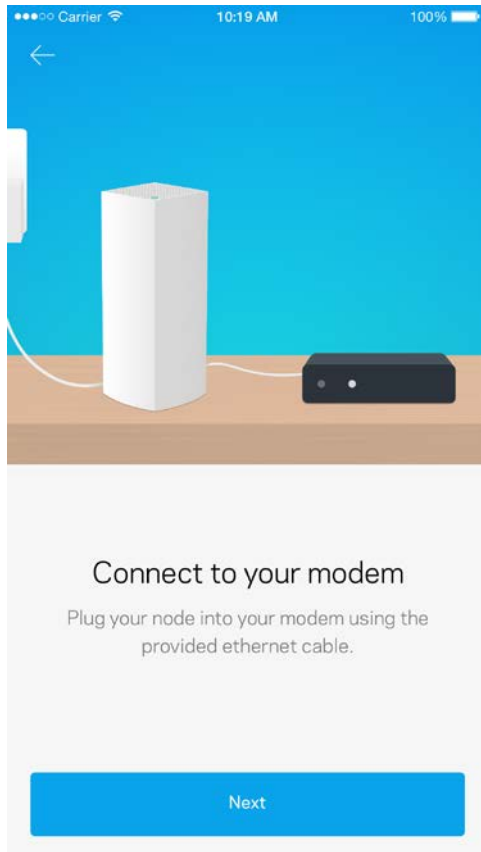 Carrier 10:19 AM 100%
Connect to your modem
Plug your node into your modem using the
provided ethernet cable.
Next